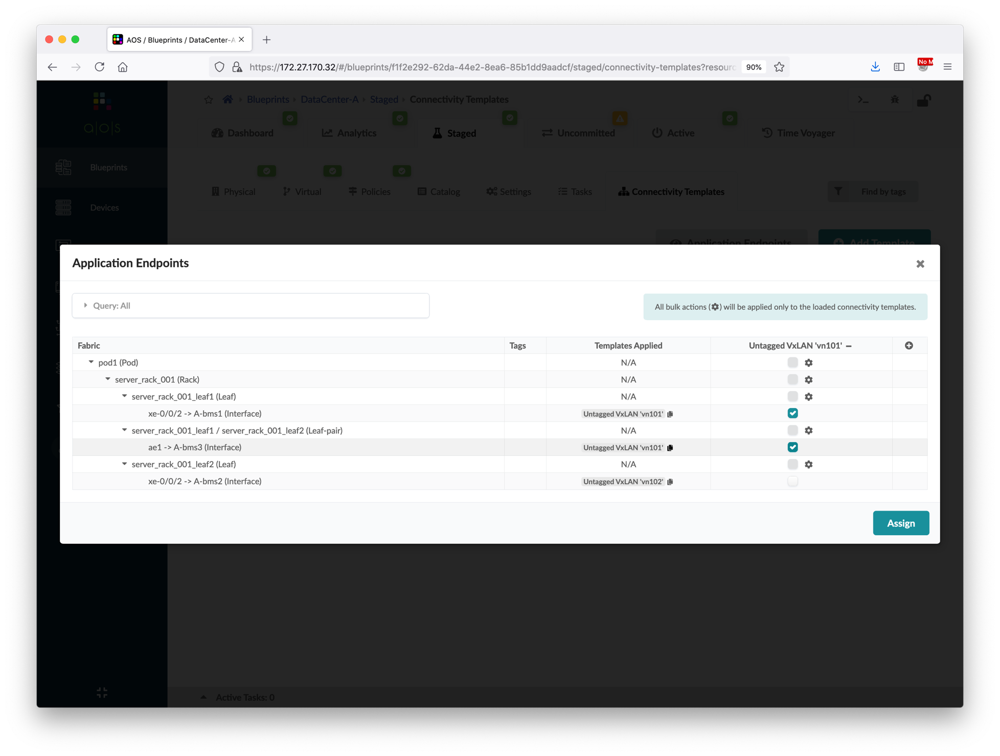 AOS / Blueprints / DataCenter-A
https://172.27.170.32/#/blueprints/f1f2e292-62da-44e2-8ea6-85b1dd9aadcf/staged/connectivity-templates?resourc
90%
No M
a|o|s
Blueprints DataCenter-A Staged Connectivity Templates
Dashboard Analytics Staged Uncommitted Active Time Voyager
Blueprints
Devices
Physical Virtual Policies Catalog Settings Tasks Connectivity Templates Find by tags
Application Endpoints Add Template
Application Endpoints
Query: All
All bulk actions ( ) will be applied only to the loaded connectivity templates.
Fabric Tags Templates Applied Untagged VxLAN 'vn101'
pod1 (Pod) N/A
server_rack_001 (Rack) N/A
server_rack_001_leaf1 (Leaf) N/A
xe-0/0/2 -> A-bms1 (Interface) Untagged VxLAN 'vn101'
server_rack_001_leaf1 / server_rack_001_leaf2 (Leaf-pair) N/A
ae1 -> A-bms3 (Interface) Untagged VxLAN 'vn101'
server_rack_001_leaf2 (Leaf) N/A
xe-0/0/2 -> A-bms2 (Interface) Untagged VxLAN 'vn102'
Assign
Active Tasks: 0